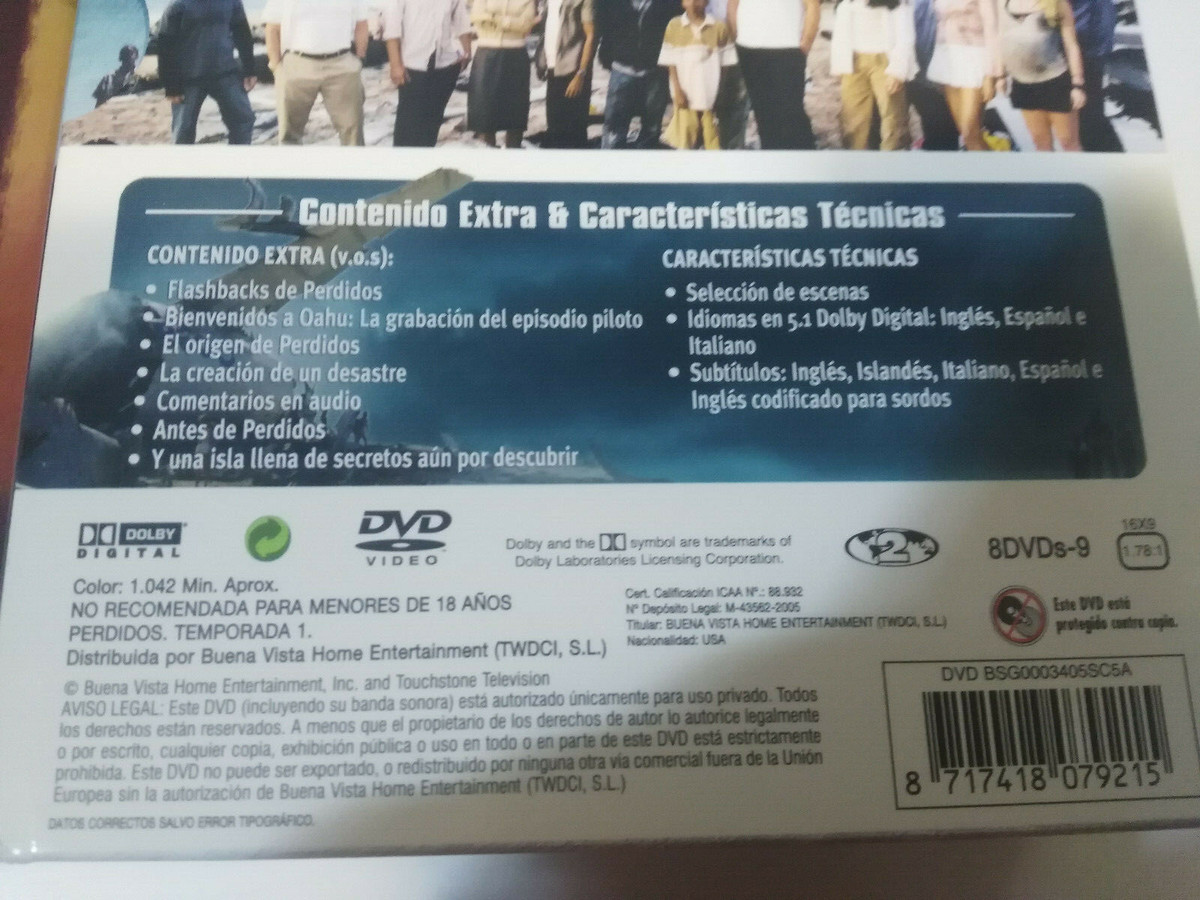 Contenido Extra & Características Técnicas
CONTENIDO EXTRA (v.o.s):
• Flashbacks de Perdidos
• Bienvenidos a Oahu: La grabación del episodio piloto
• El origen de Perdidos
• La creación de un desastre
• Comentarios en audio
• Antes de Perdidos
• Y una isla llena de secretos aún por descubrir
CARACTERÍSTICAS TÉCNICAS
• Selección de escenas
• Idiomas en 5.1 Dolby Digital: Inglés, Español e
Italiano
• Subtítulos: Inglés, Islandés, Italiano, Español e
Inglés codificado para sordos
DOLBY
DIGITAL
DVD
VIDEO
Dolby and the symbol are trademarks of
Dolby Laboratories Licensing Corporation.
2
8DVDs-9
16X9
1.78:1
Color: 1.042 Min. Aprox.
NO RECOMENDADA PARA MENORES DE 18 AÑOS
PERDIDOS. TEMPORADA 1.
Distribuida por Buena Vista Home Entertainment (TWDCI, S.L.)
Cert. Calificación ICAA Nº.: 88.932
Nº Depósito Legal: M-43562-2005
Titular: BUENA VISTA HOME ENTERTAINMENT (TWDCI, S.L.)
Nacionalidad: USA
Este DVD está
protegido contra copia.
© Buena Vista Home Entertainment, Inc. and Touchstone Television
AVISO LEGAL: Este DVD (incluyendo su banda sonora) está autorizado únicamente para uso privado. Todos
los derechos están reservados. A menos que el propietario de los derechos de autor lo autorice legalmente
o por escrito, cualquier copia, exhibición pública o uso en todo o en parte de este DVD está estrictamente
prohibida. Este DVD no puede ser exportado, o redistribuido por ninguna otra vía comercial fuera de la Unión
Europea sin la autorización de Buena Vista Home Entertainment (TWDCI, S.L.)
DATOS CORRECTOS SALVO ERROR TIPOGRÁFICO.
DVD BSG0003405SC5A
8 717418 079215